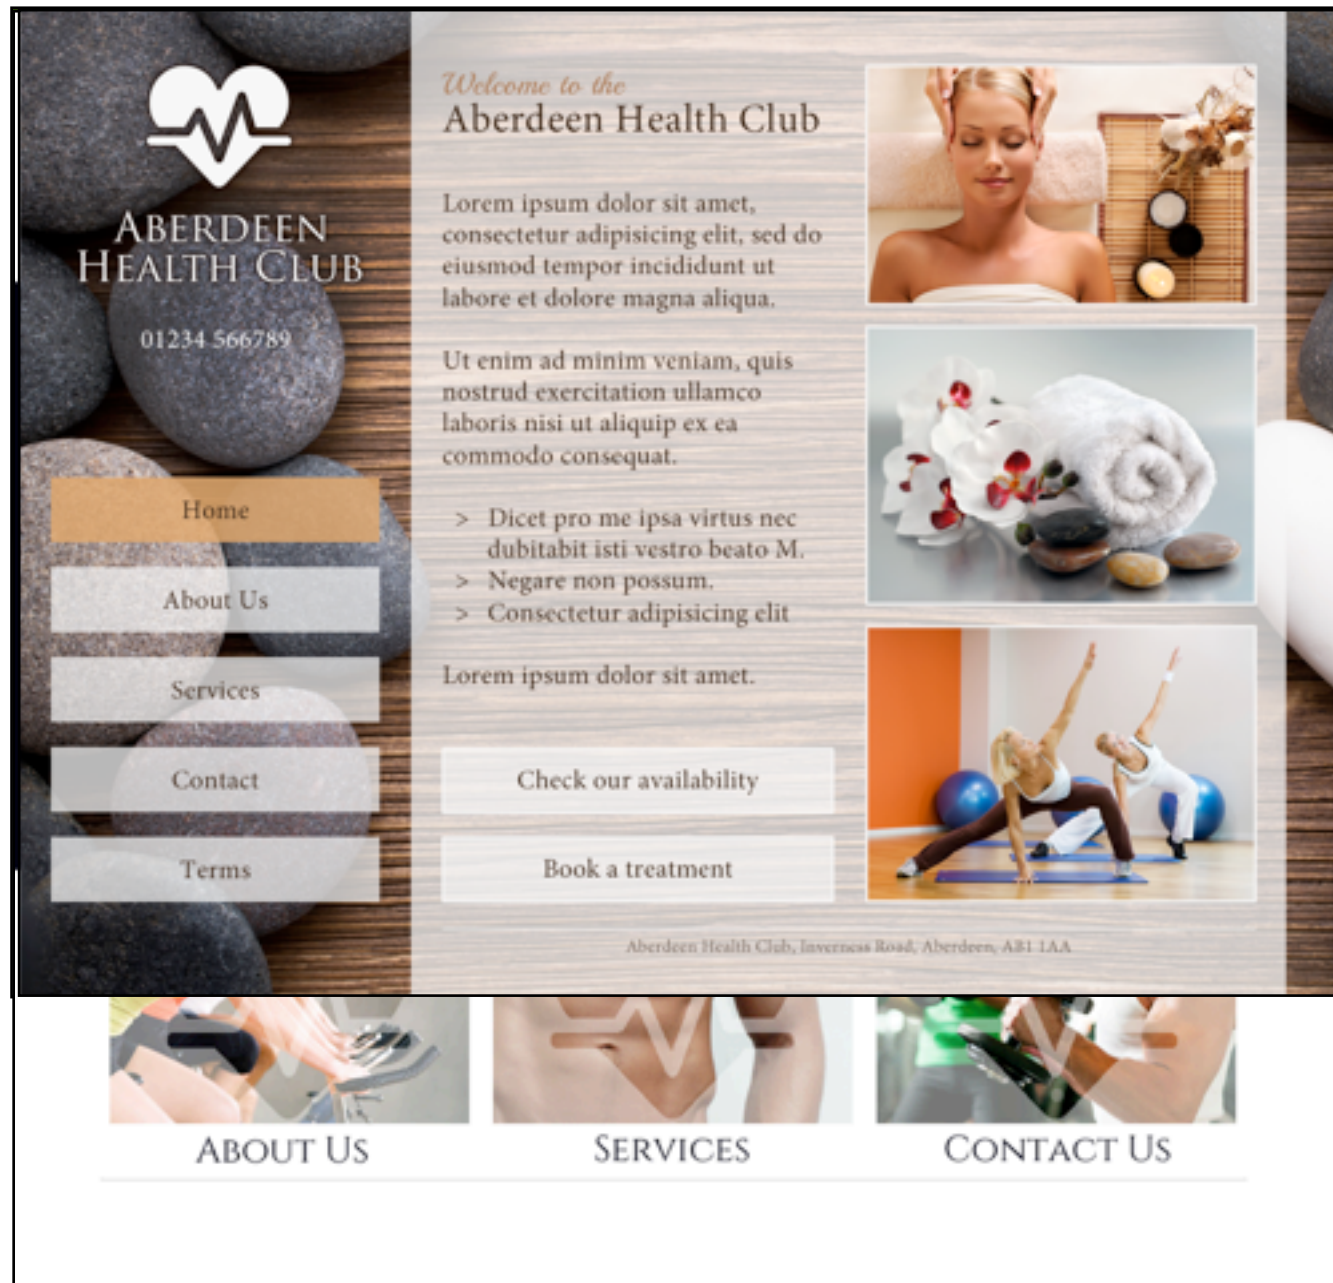 ABERDEEN
HEALTH CLUB
01234 566789
Home
About Us
Services
Contact
Terms
Welcome to the
Aberdeen Health Club
Lorem ipsum dolor sit amet,
consectetur adipisicing elit, sed do
eiusmod tempor incididunt ut
labore et dolore magna aliqua.
Ut enim ad minim veniam, quis
nostrud exercitation ullamco
laboris nisi ut aliquip ex ea
commodo consequat.
> Dicet pro me ipsa virtus nec
dubitabit isti vestro beato M.
> Negare non possum.
> Consectetur adipisicing elit
Lorem ipsum dolor sit amet.
Check our availability
Book a treatment
Aberdeen Health Club, Inverness Road, Aberdeen, AB1 1AA
ABOUT US
SERVICES
CONTACT US